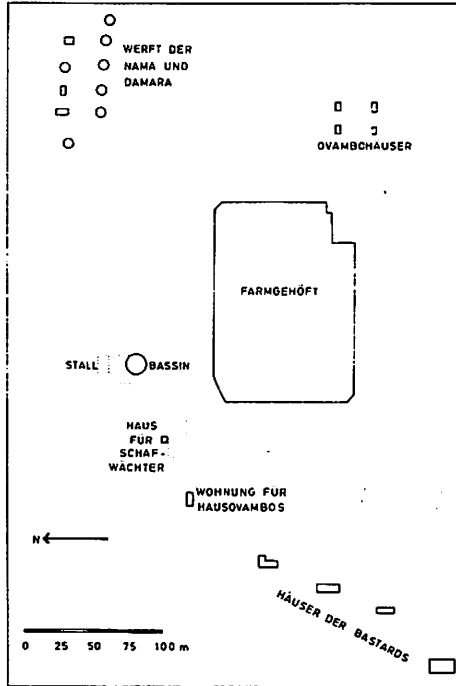 WERFT DER
NAMA UND
DAMARA
OVAMBOHÄUSER
FARMGEHÖFT
STALL
BASSIN
HAUS
FÜR
SCHAF-
WÄCHTER
WOHNUNG FÜR
HAUSOVAMBOS
N
HÄUSER DER BASTARDS
0 25 50 100 m